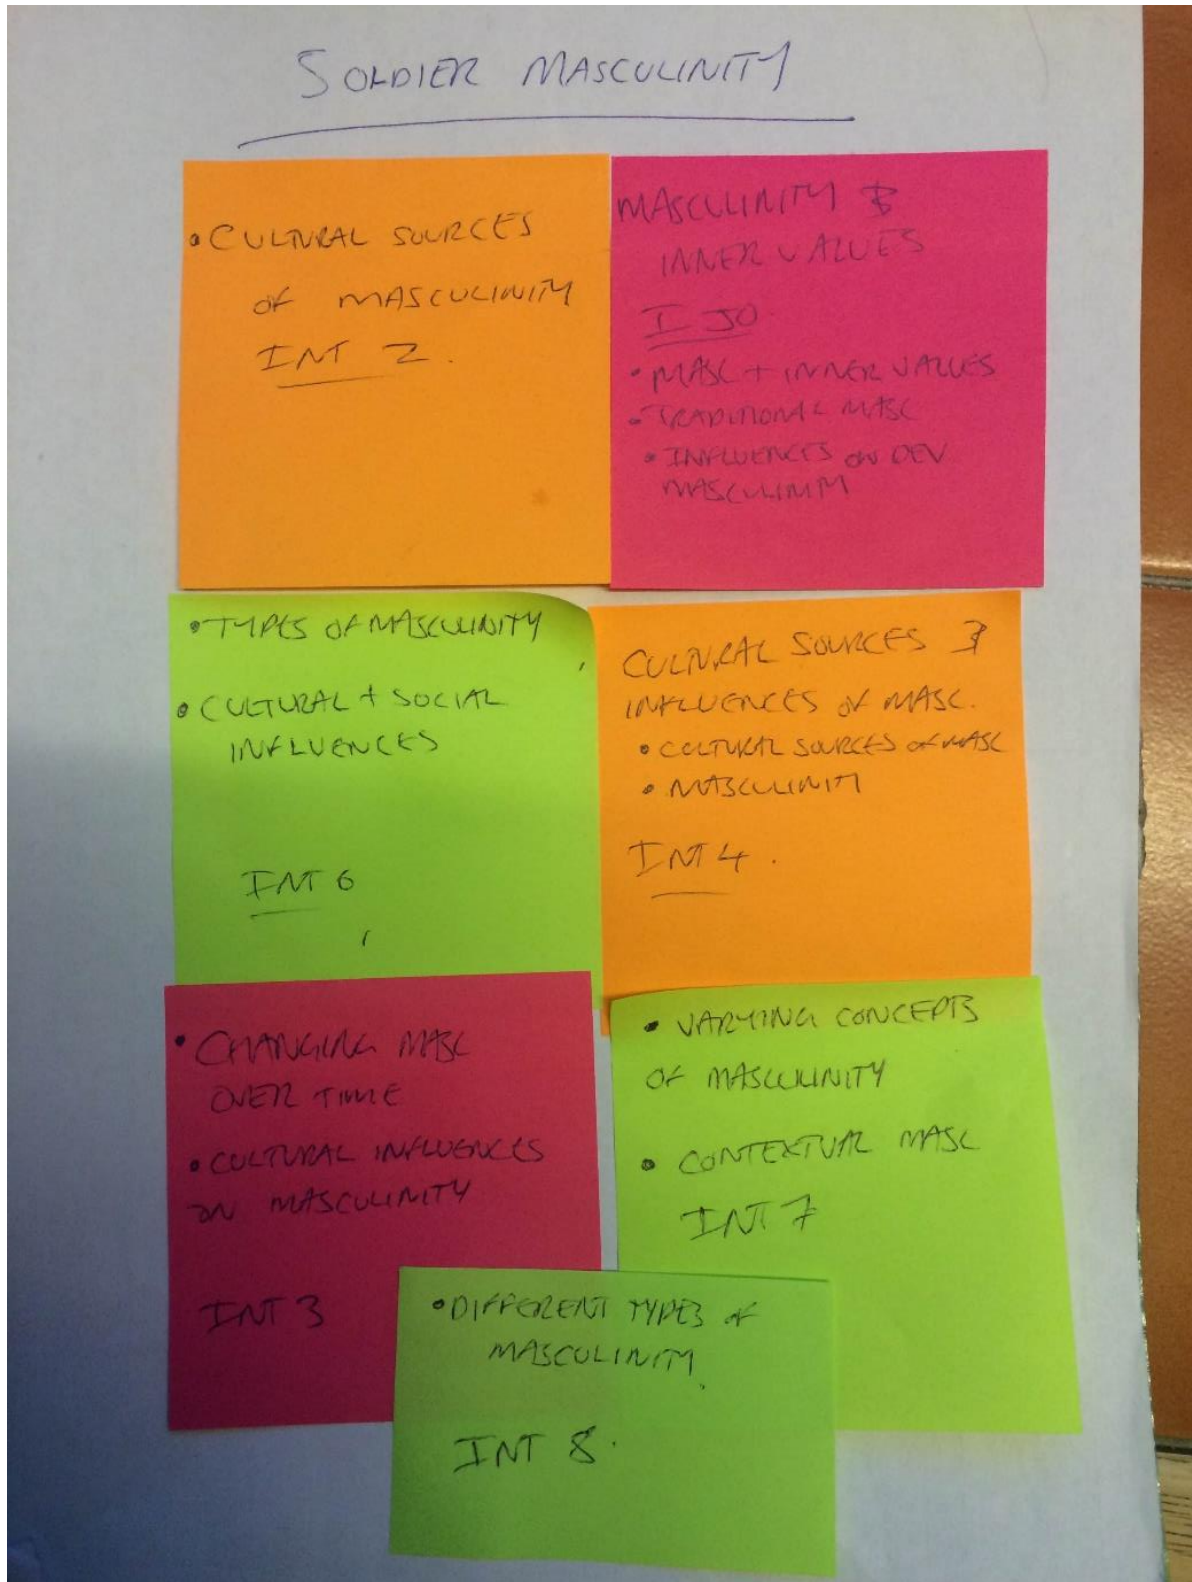 SOLDIER MASCULINITY
• CULTURAL SOURCES
OF MASCULINITY
INT 2.
MASCULINITY &
INNER VALUES
• MASC + INNER VALUES
• TRADITIONAL MASC
• INFLUENCES ON DEV
MASCULINITY
• TYPES OF MASCULINITY
• CULTURAL + SOCIAL
INFLUENCES
INT 6
CULTURAL SOURCES &
INFLUENCES OF MASC.
• CULTURAL SOURCES OF MASC
• MASCULINITY
INT 4.
• CHANGING MASC
OVER TIME
• CULTURAL INFLUENCES
ON MASCULINITY
INT 3
• VARYING CONCEPTS
OF MASCULINITY
• CONTEXTUAL MASC
INT 7
• DIFFERENT TYPES OF
MASCULINITY.
INT 8.